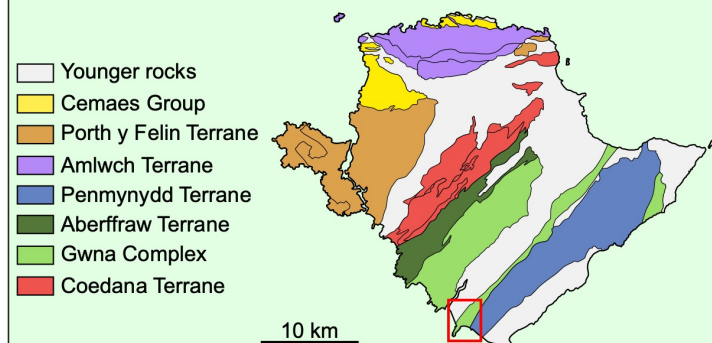 Younger rocks
Cemaes Group
Porth y Felin Terrane
Amlwch Terrane
Penmynydd Terrane
Aberffraw Terrane
Gwna Complex
Coedana Terrane
10 km